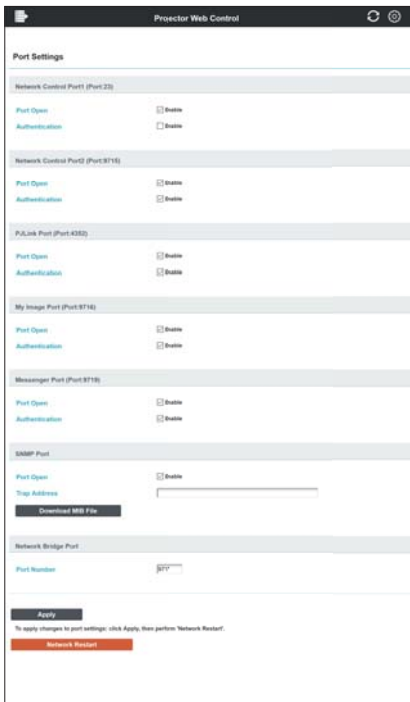 Proector Web Control
Port Settings
Network Control Port1 (Port:23)
Port Open Enable
Authentication Enable
Network Control Port2 (Port:9715)
Port Open Enable
Authentication Enable
PJLink Port (Port:4352)
Port Open Enable
Authentication Enable
My Image Port (Port:9716)
Port Open Enable
Authentication Enable
Messenger Port (Port:9719)
Port Open Enable
Authentication Enable
SNMP Port
Port Open Enable
Trap Address
Download MIB File
Network Bridge Port
Port Number
Apply
To apply changes to port settings: click Apply, then perform 'Network Restart'.
Network Restart